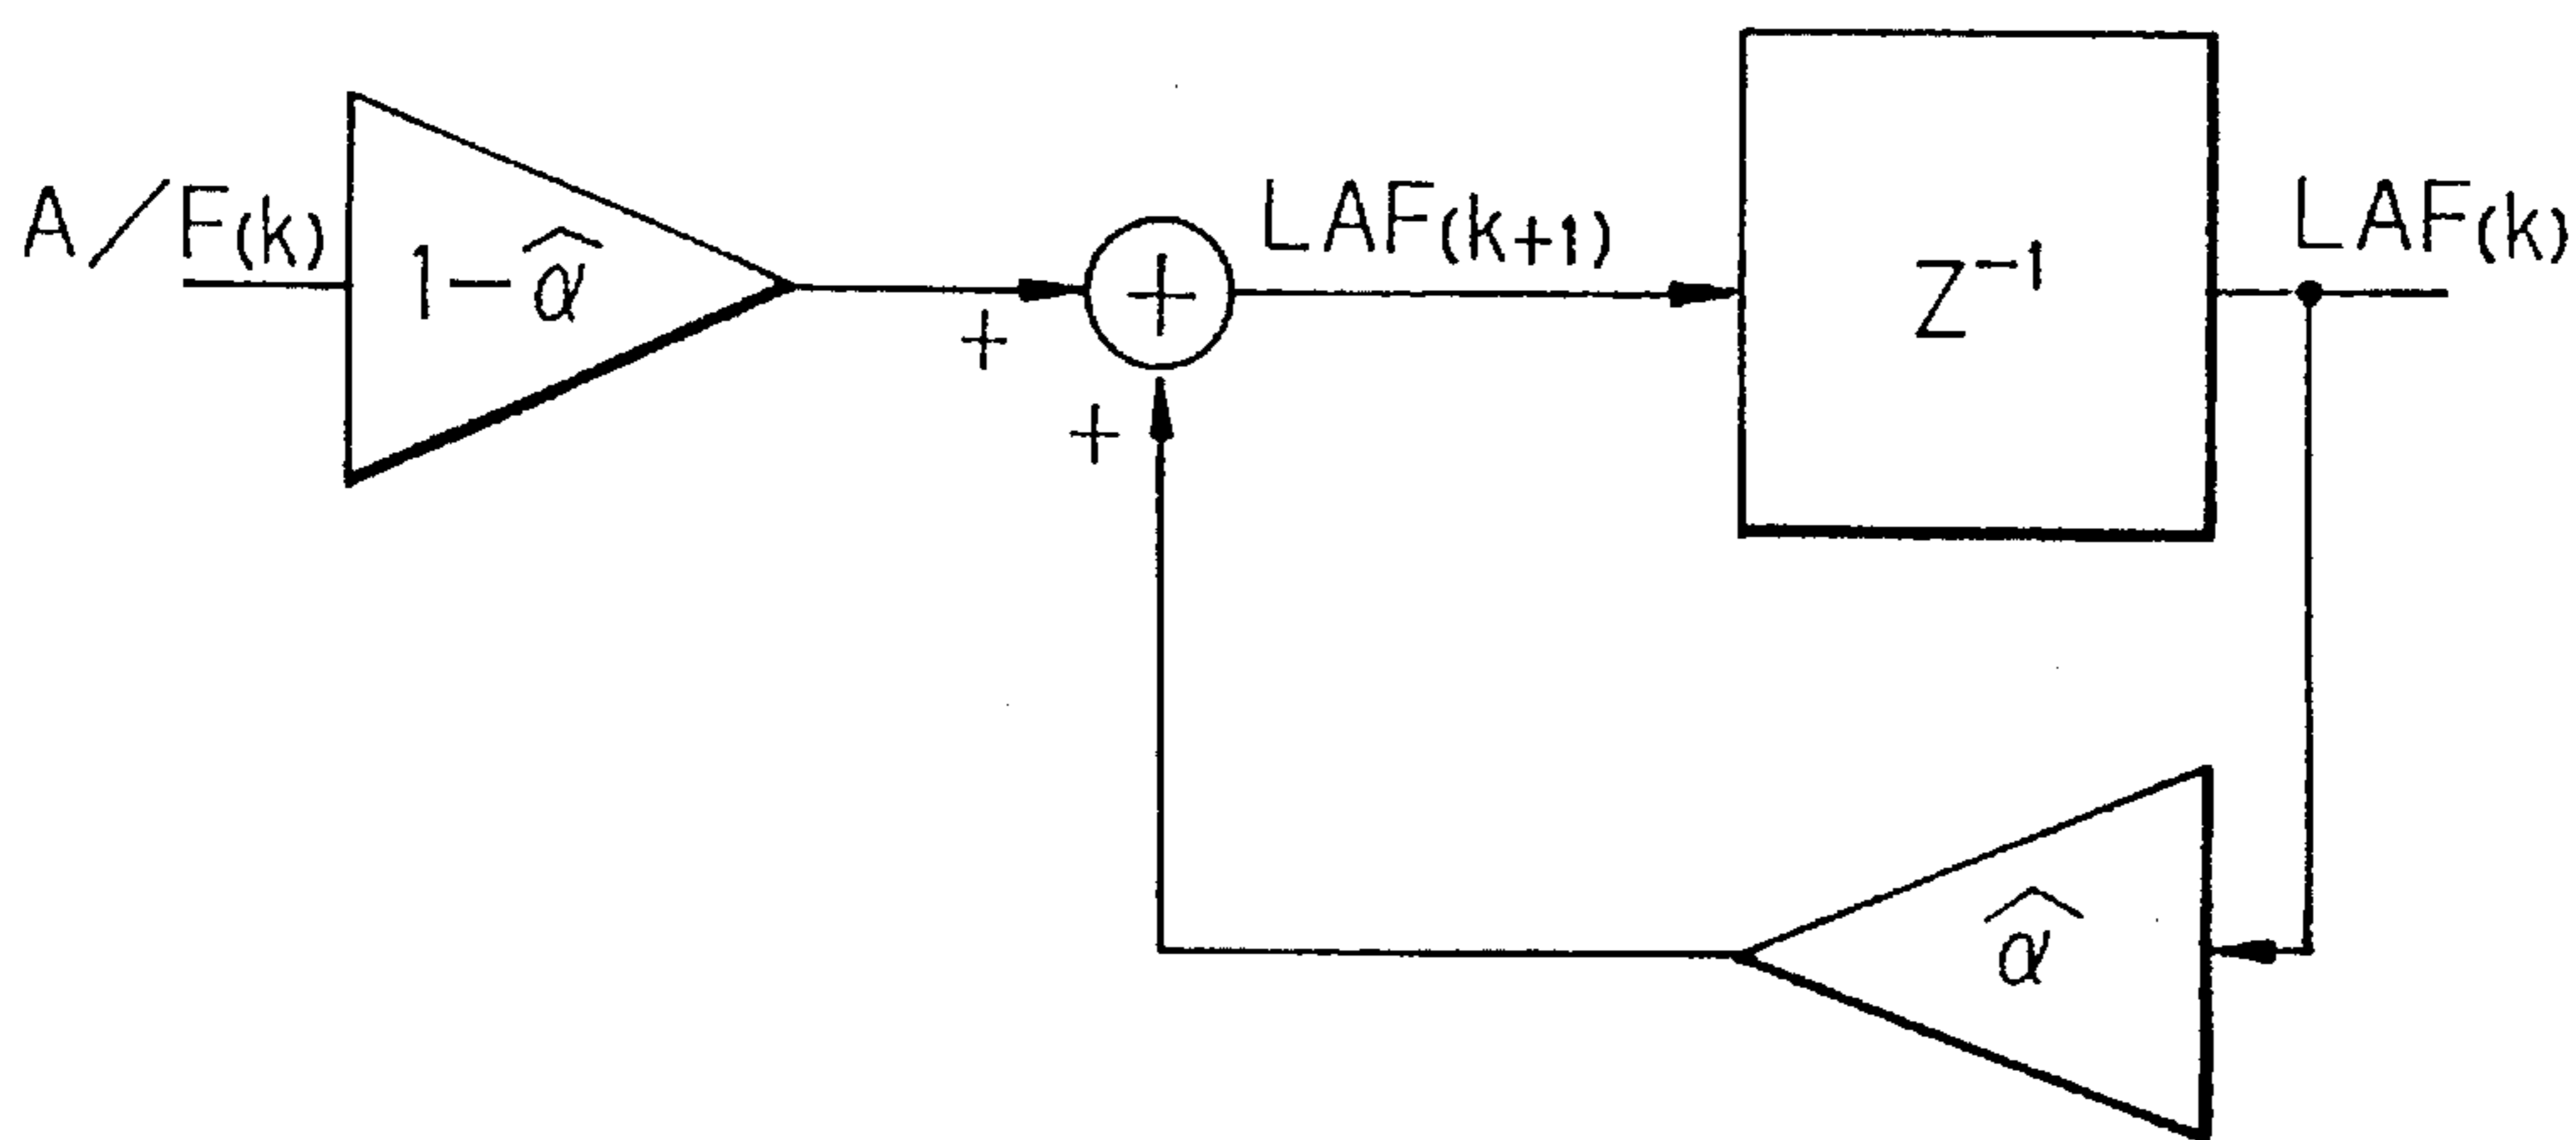 A/F(k)
1-α̂
+
+
+
LAF(k+1)
Z⁻¹
LAF(k)
α̂